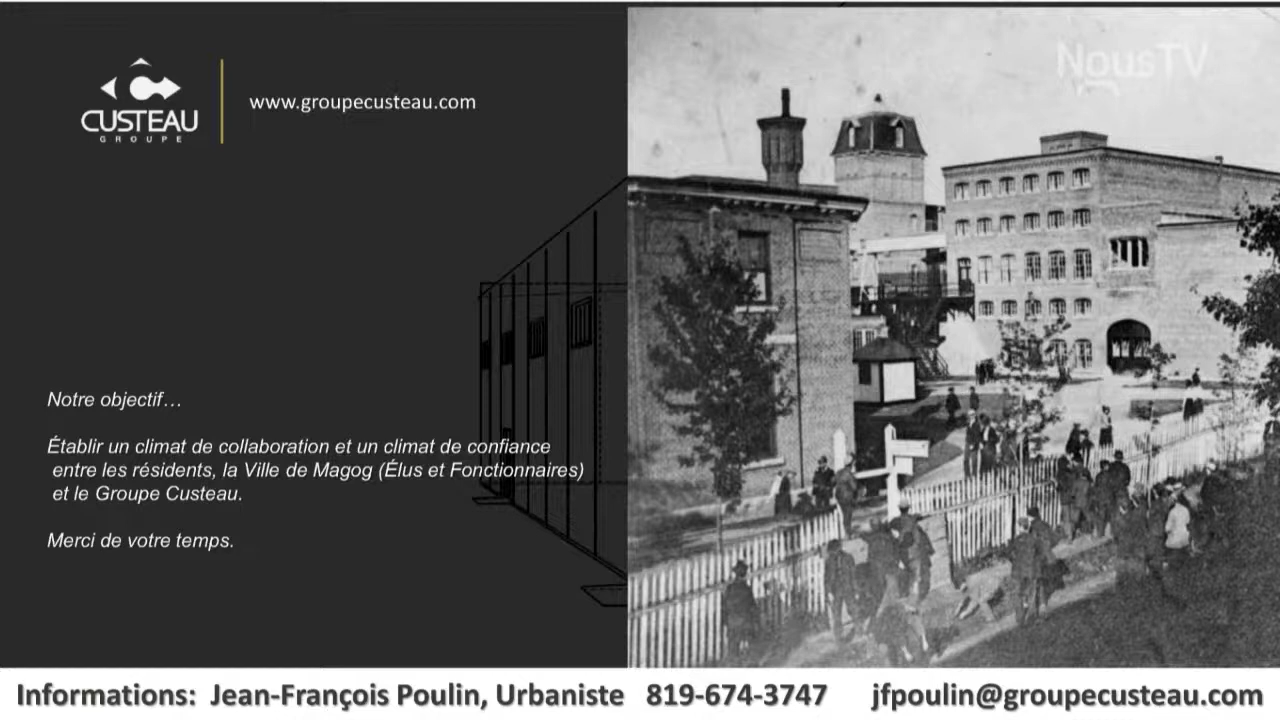 NousTV
CUSTEAU
GROUPE
www.groupecusteau.com
Notre objectif…
Établir un climat de collaboration et un climat de confiance
entre les résidents, la Ville de Magog (Élus et Fonctionnaires)
et le Groupe Custeau.
Merci de votre temps.
Informations: Jean-François Poulin, Urbaniste 819-674-3747 jfpoulin@groupecusteau.com